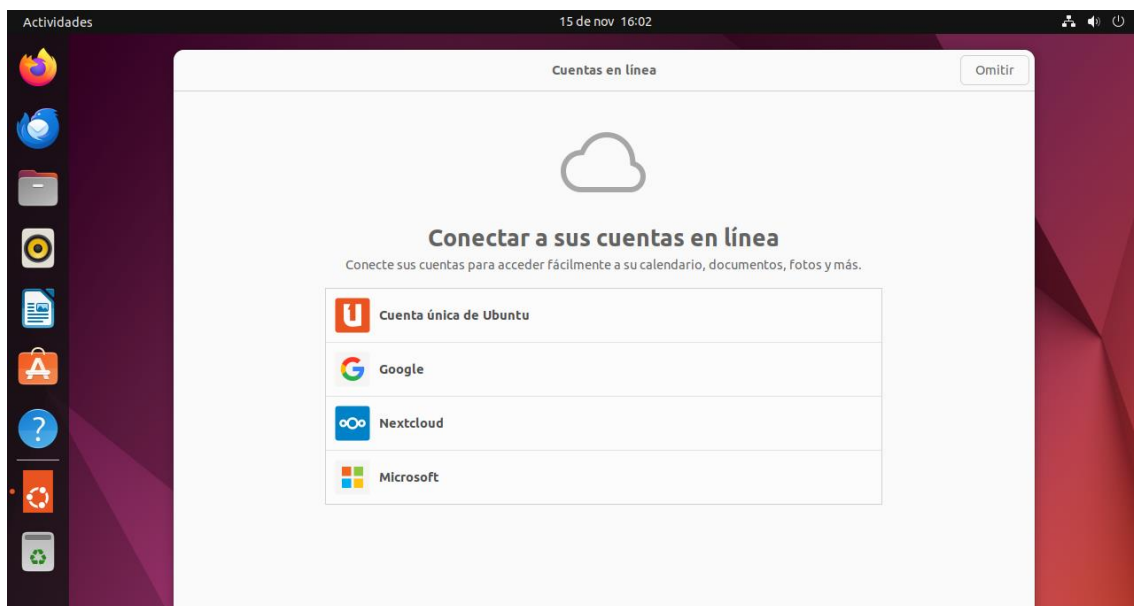 Actividades
15 de nov 16:02
Cuentas en línea
Omitir
Conectar a sus cuentas en línea
Conecte sus cuentas para acceder fácilmente a su calendario, documentos, fotos y más.
Cuenta única de Ubuntu
Google
Nextcloud
Microsoft